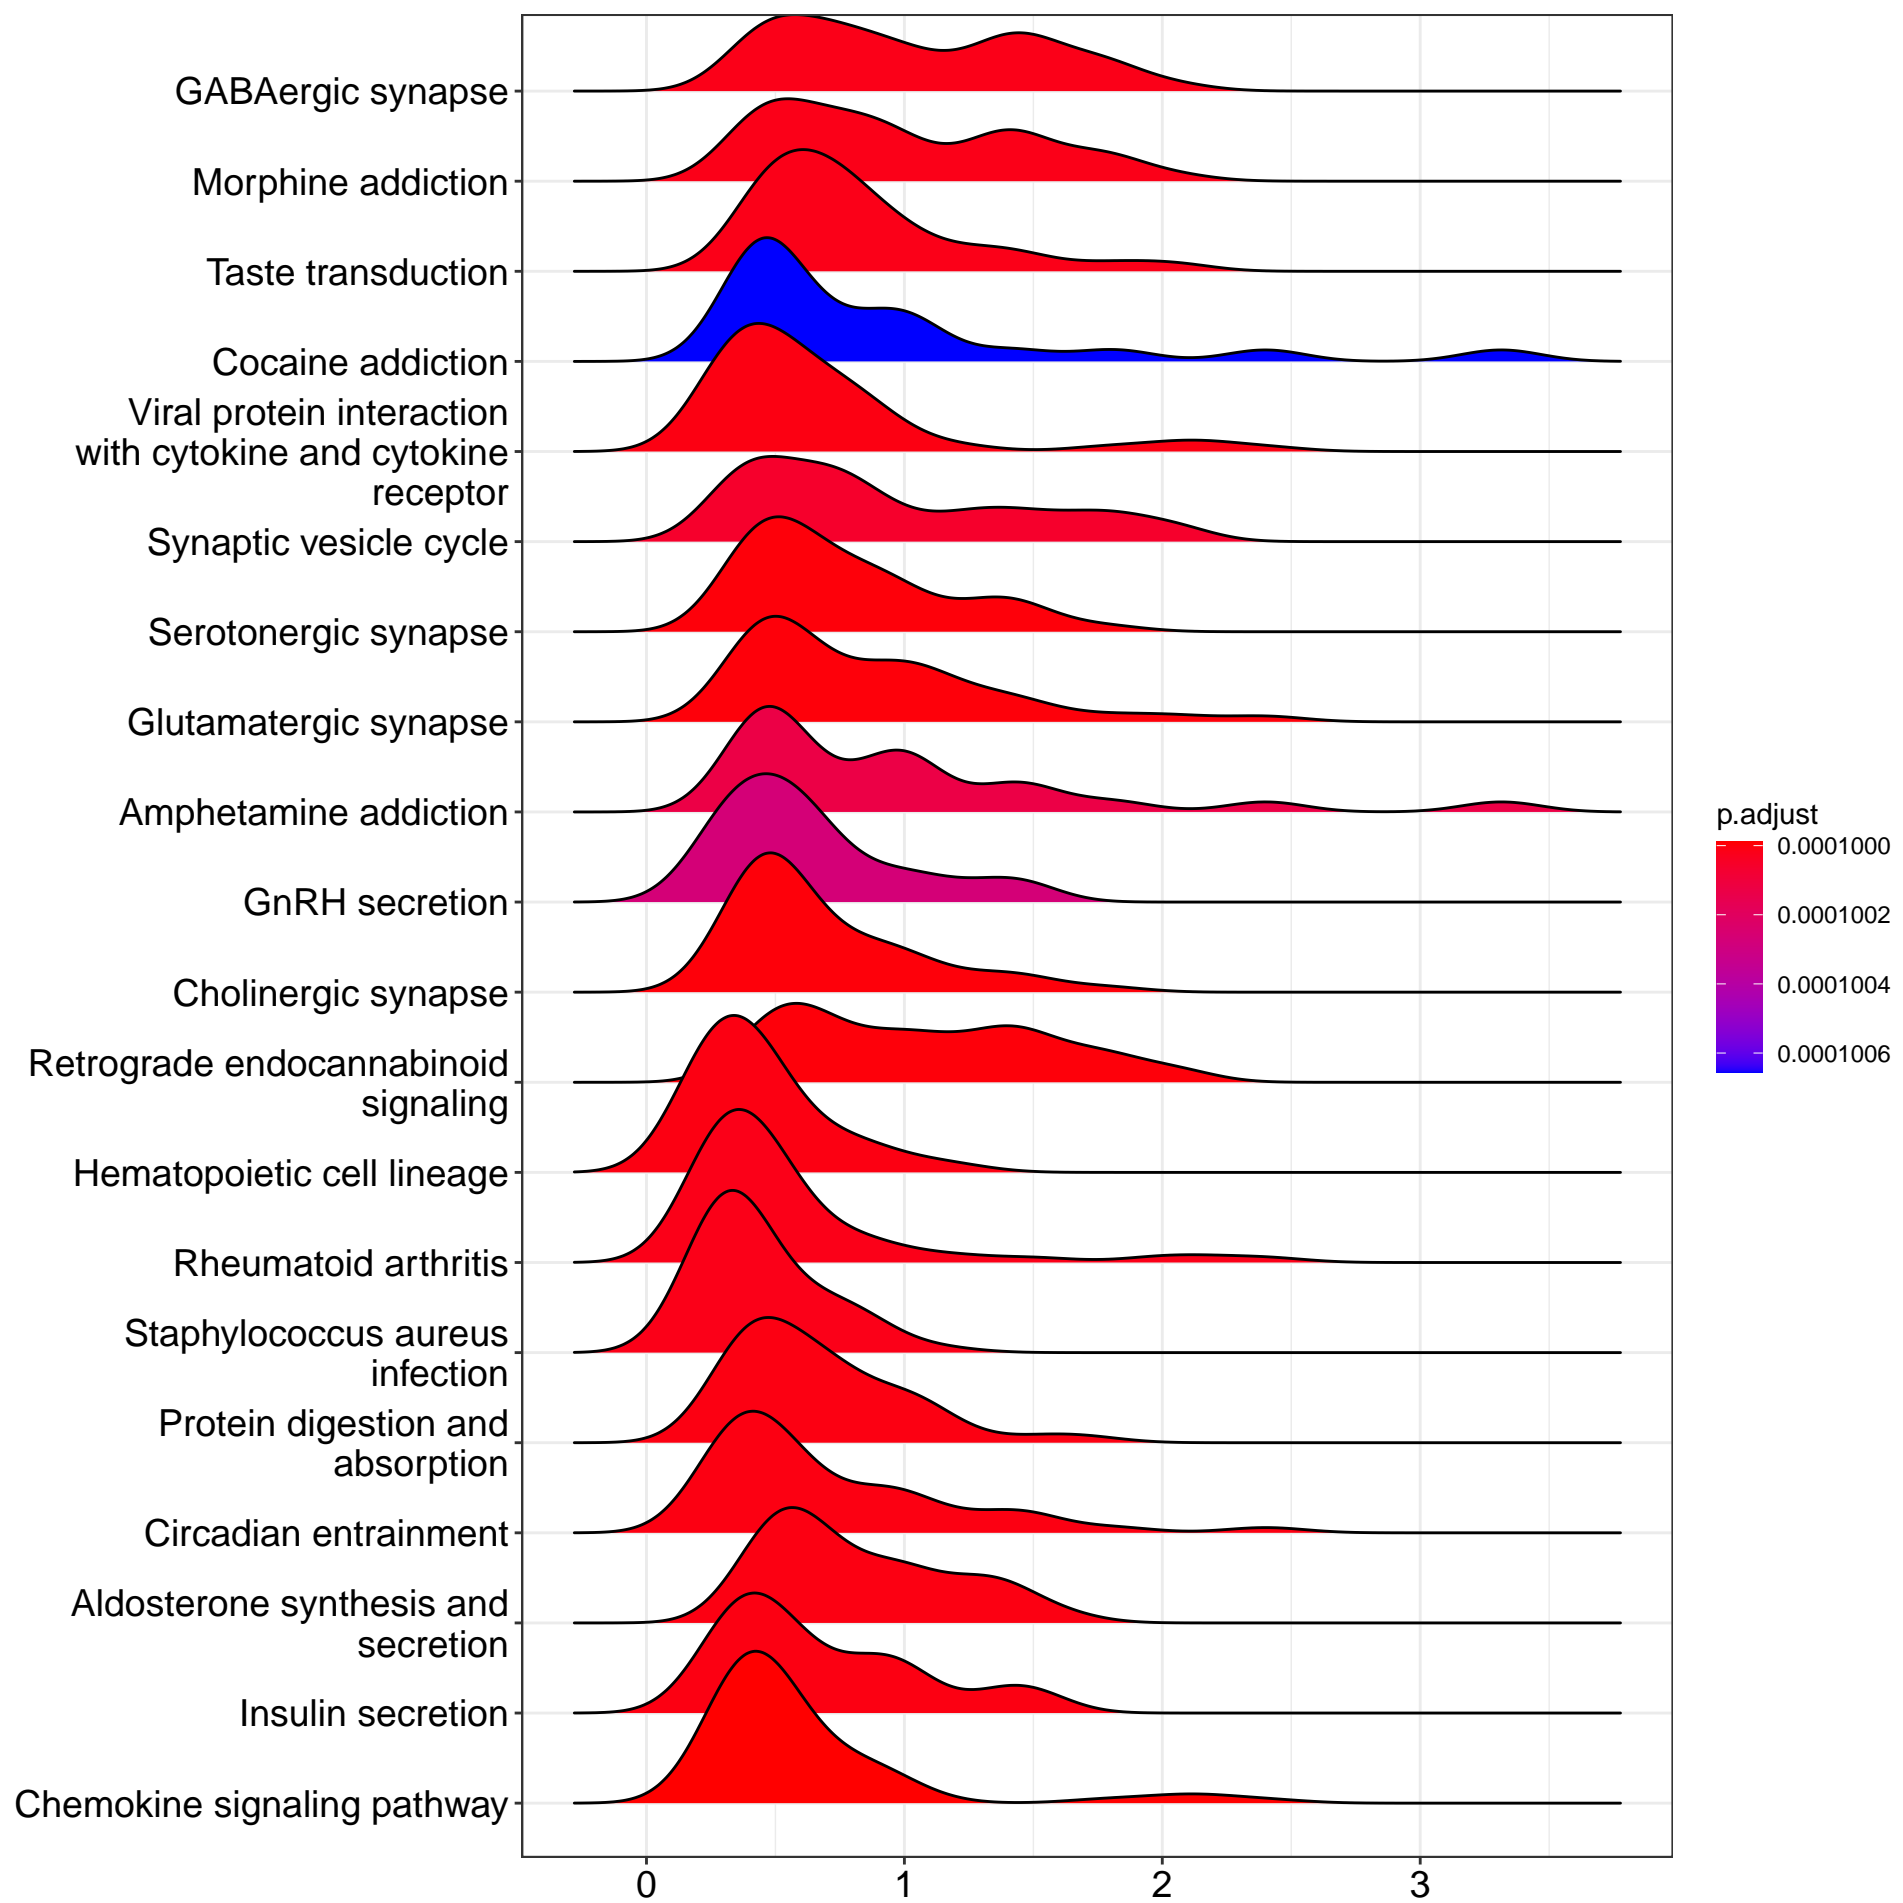 GABAergic synapse
Morphine addiction
Taste transduction
Cocaine addiction
Viral protein interaction
with cytokine and cytokine
receptor
Synaptic vesicle cycle
Serotonergic synapse
Glutamatergic synapse
Amphetamine addiction
GnRH secretion
Cholinergic synapse
Retrograde endocannabinoid
signaling
Hematopoietic cell lineage
Rheumatoid arthritis
Staphylococcus aureus
infection
Protein digestion and
absorption
Circadian entrainment
Aldosterone synthesis and
secretion
Insulin secretion
Chemokine signaling pathway
0 1 2 3
p.adjust
0.0001000
0.0001002
0.0001004
0.0001006